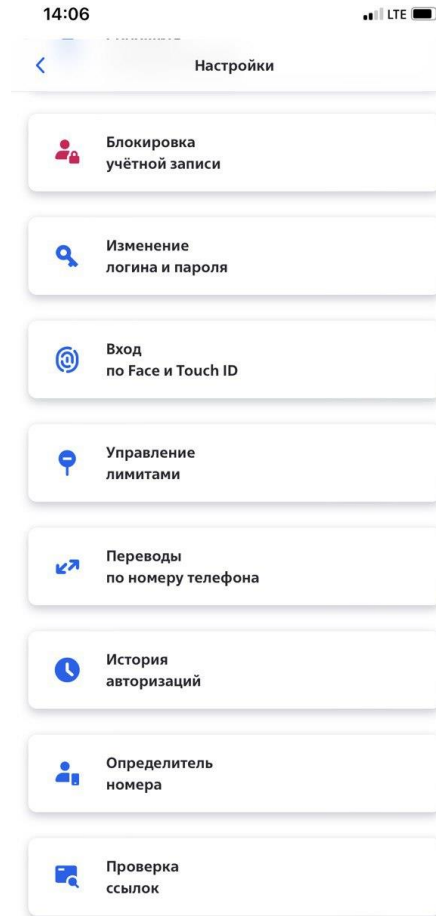 14:06
LTE
Настройки
Блокировка
учётной записи
Изменение
логина и пароля
Вход
по Face и Touch ID
Управление
лимитами
Переводы
по номеру телефона
История
авторизаций
Определитель
номера
Проверка
ссылок